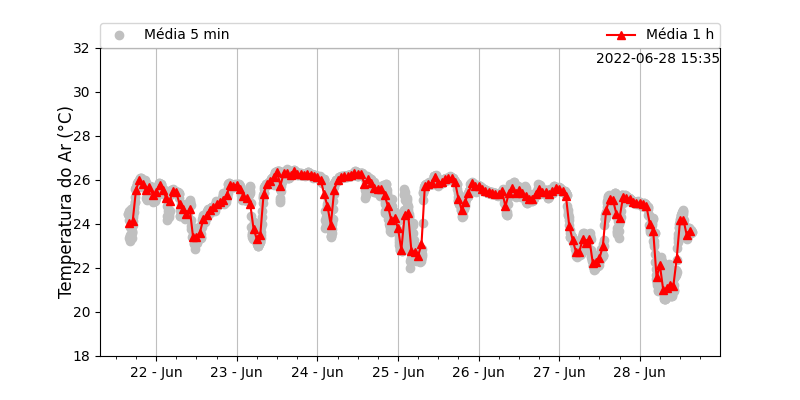 Média 5 min
Média 1 h
2022-06-28 15:35
Temperatura do Ar (°C)
32
30
28
26
24
22
20
18
22 - Jun
23 - Jun
24 - Jun
25 - Jun
26 - Jun
27 - Jun
28 - Jun